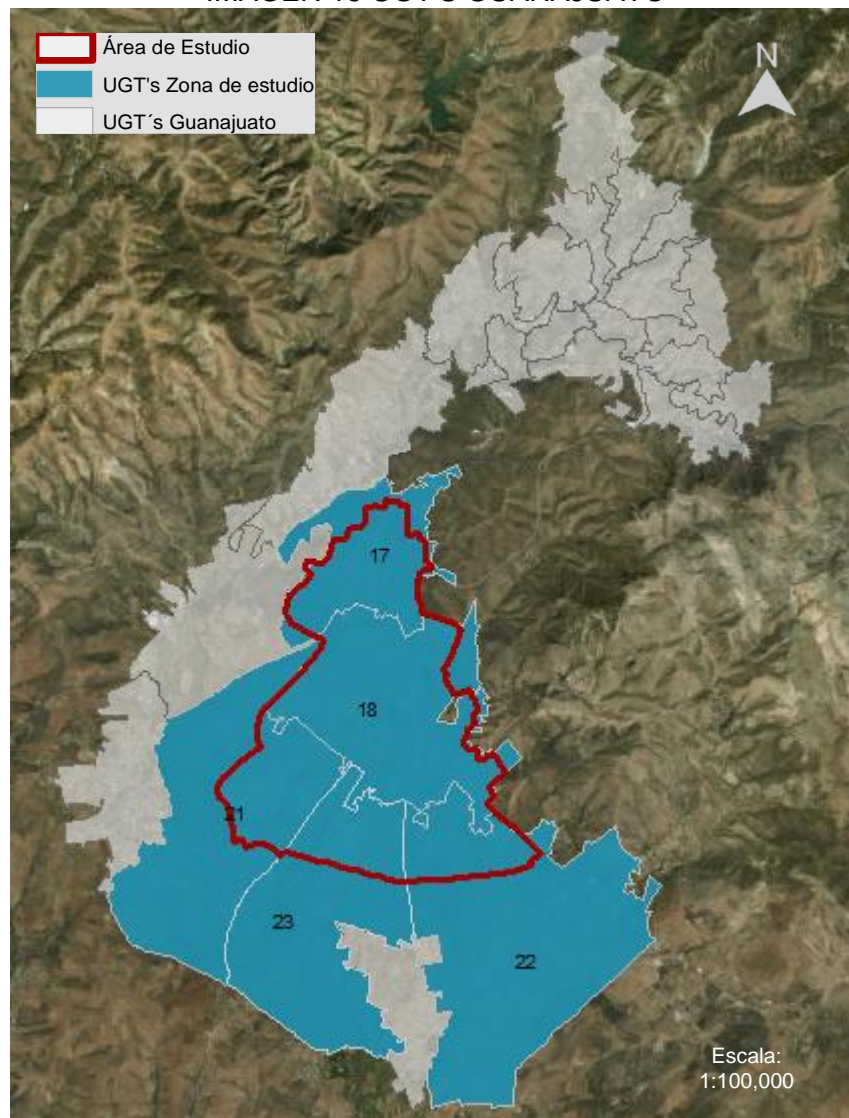 Área de Estudio
UGT's Zona de estudio
UGT´s Guanajuato
N
17
18
21
23
22
Escala:
1:100,000